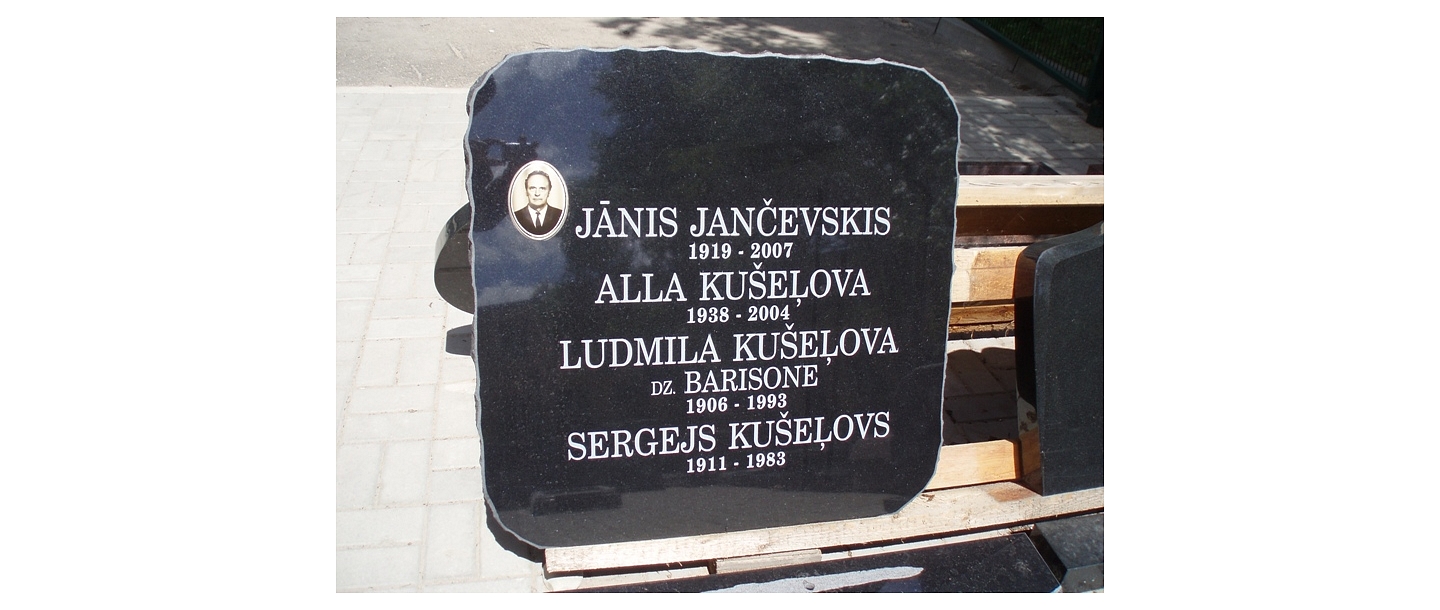 JĀNIS JANČEVSKIS
1919 - 2007
ALLA KUŠEĻOVA
1938 - 2004
LUDMILA KUŠEĻOVA
DZ. BARISONE
1906 - 1993
SERGEJS KUŠEĻOVS
1911 - 1983